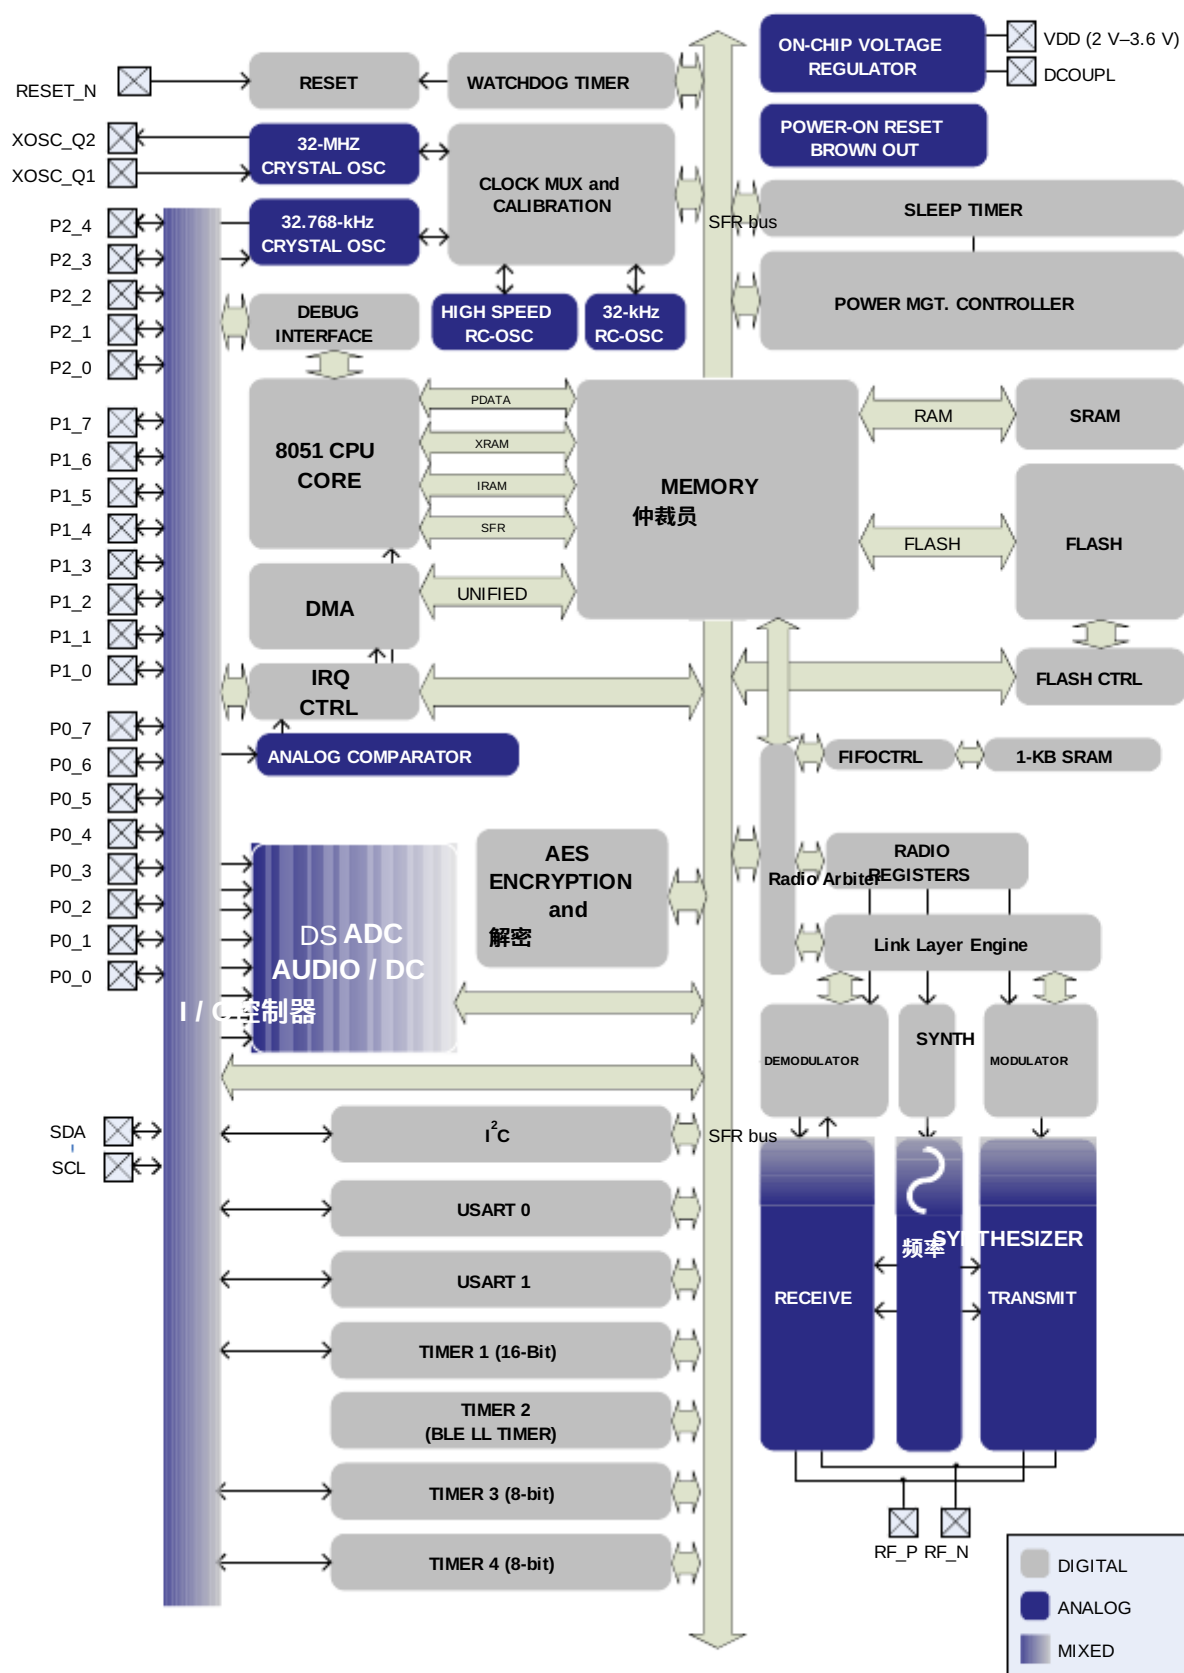 ON-CHIP VOLTAGE
REGULATOR
VDD (2 V–3.6 V)
DCOUPL
RESET_N
RESET
WATCHDOG TIMER
POWER-ON RESET
BROWN OUT
XOSC_Q2
XOSC_Q1
32-MHZ
CRYSTAL OSC
CLOCK MUX and
CALIBRATION
32.768-kHz
CRYSTAL OSC
SFR bus
SLEEP TIMER
POWER MGT. CONTROLLER
P2_4
P2_3
P2_2
P2_1
P2_0
DEBUG
INTERFACE
HIGH SPEED
RC-OSC
32-kHz
RC-OSC
P1_7
P1_6
P1_5
P1_4
P1_3
P1_2
P1_1
P1_0
8051 CPU
CORE
PDATA
XRAM
IRAM
SFR
MEMORY
仲裁员
RAM
SRAM
FLASH
FLASH
DMA
UNIFIED
IRQ
CTRL
FLASH CTRL
P0_7
P0_6
P0_5
P0_4
P0_3
P0_2
P0_1
P0_0
ANALOG COMPARATOR
FIFOCTRL
1-KB SRAM
AES
ENCRYPTION
and
解密
RADIO
REGISTERS
Radio Arbiter
Link Layer Engine
DS ADC
AUDIO / DC
I / O控制器
DEMODULATOR
SYNTH
MODULATOR
SDA
SCL
I2C
SFR bus
USART 0
USART 1
TIMER 1 (16-Bit)
TIMER 2
(BLE LL TIMER)
TIMER 3 (8-bit)
TIMER 4 (8-bit)
频率
SYNTHESIZER
RECEIVE
TRANSMIT
RF_P
RF_N
DIGITAL
ANALOG
MIXED